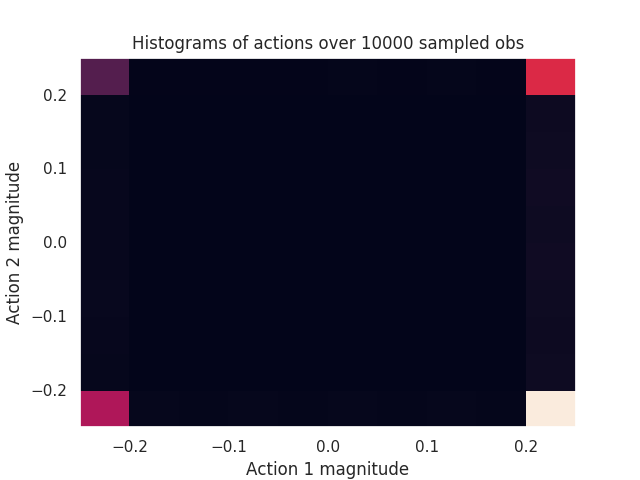 Histograms of actions over 10000 sampled obs
0.2
0.1
0.0
−0.1
−0.2
Action 2 magnitude
−0.2 −0.1 0.0 0.1 0.2
Action 1 magnitude